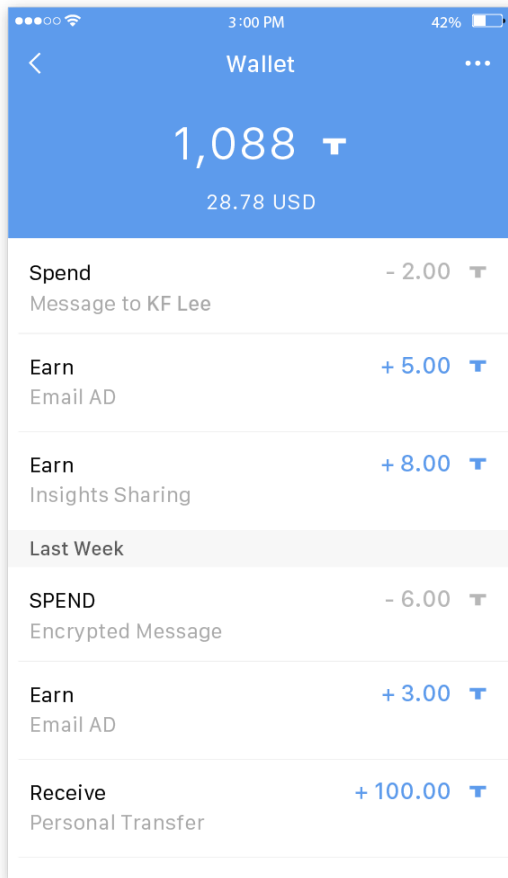 3:00 PM 42%
Wallet
1,088 T
28.78 USD
Spend - 2.00 T
Message to KF Lee
Earn + 5.00 T
Email AD
Earn + 8.00 T
Insights Sharing
Last Week
SPEND - 6.00 T
Encrypted Message
Earn + 3.00 T
Email AD
Receive + 100.00 T
Personal Transfer